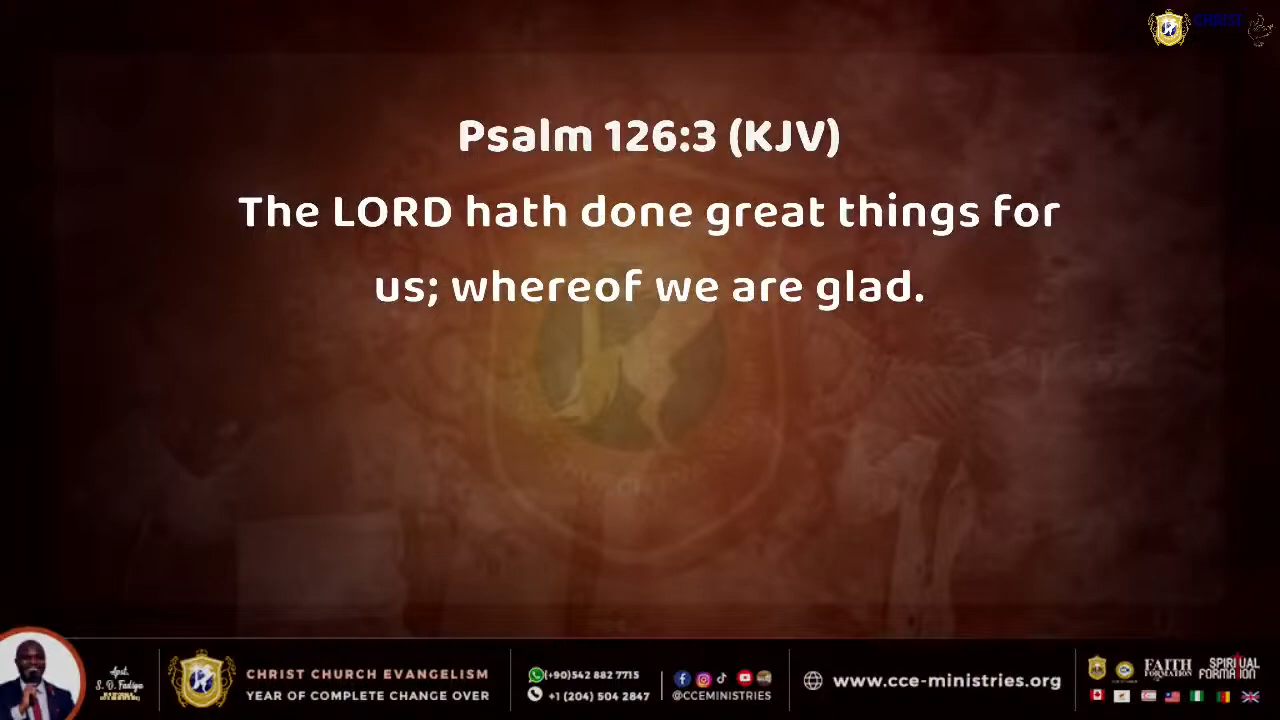 CHRIST
Psalm 126:3 (KJV)
The LORD hath done great things for
us; whereof we are glad.
CHRIST CHURCH EVANGELISM
YEAR OF COMPLETE CHANGE OVER
(+90)542 882 7715
+1 (204) 504 2847
@CCEMINISTRIES
www.cce-ministries.org
FAITH
FORMATION
SPIRITUAL
FORMATION